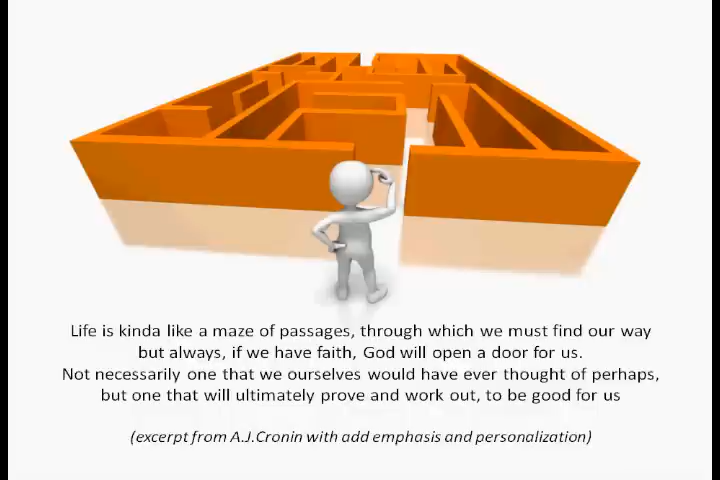 Life is kinda like a maze of passages, through which we must find our way
but always, if we have faith, God will open a door for us.
Not necessarily one that we ourselves would have ever thought of perhaps,
but one that will ultimately prove and work out, to be good for us
(excerpt from A.J.Cronin with add emphasis and personalization)